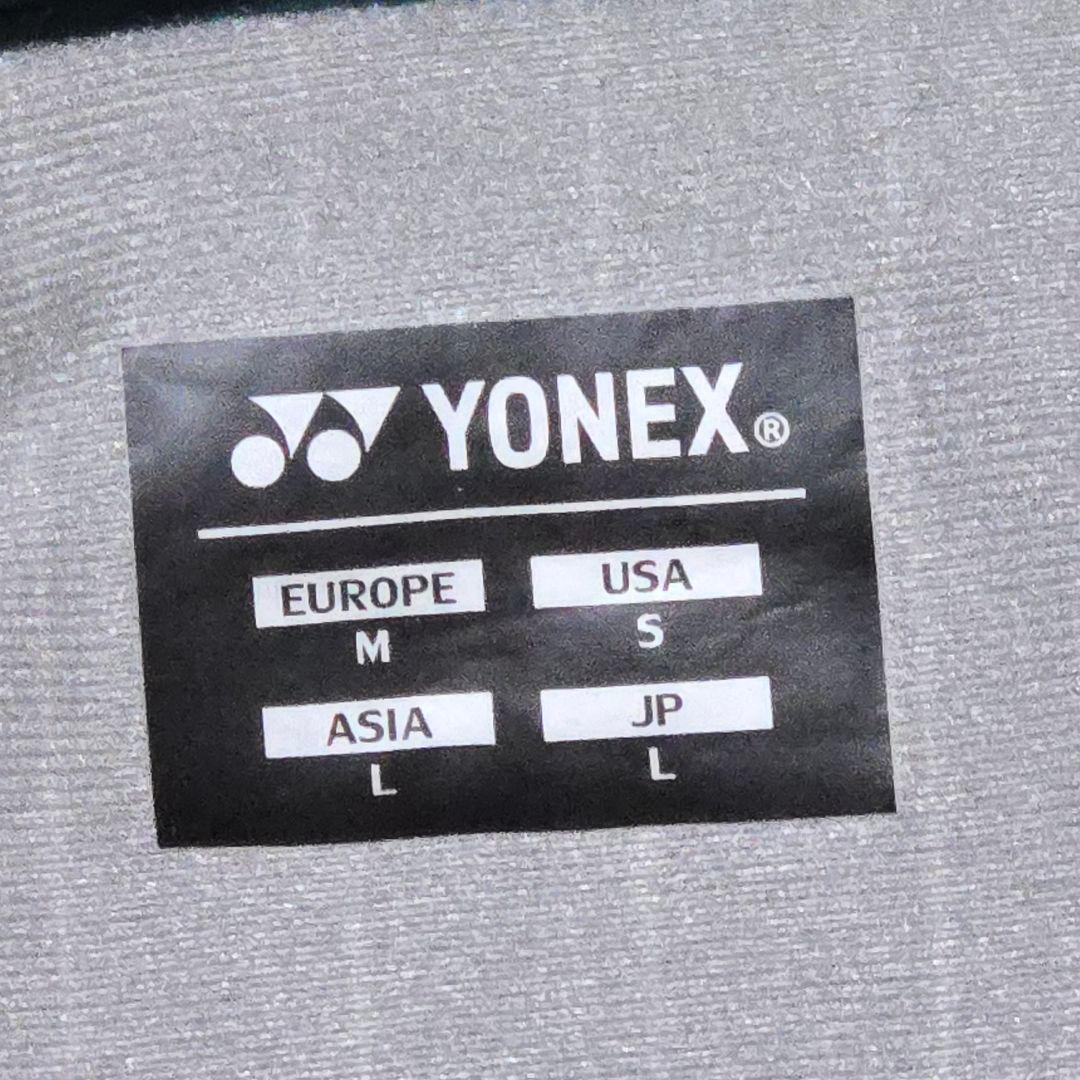 YONEX®
EUROPE USA
M S
ASIA JP
L L